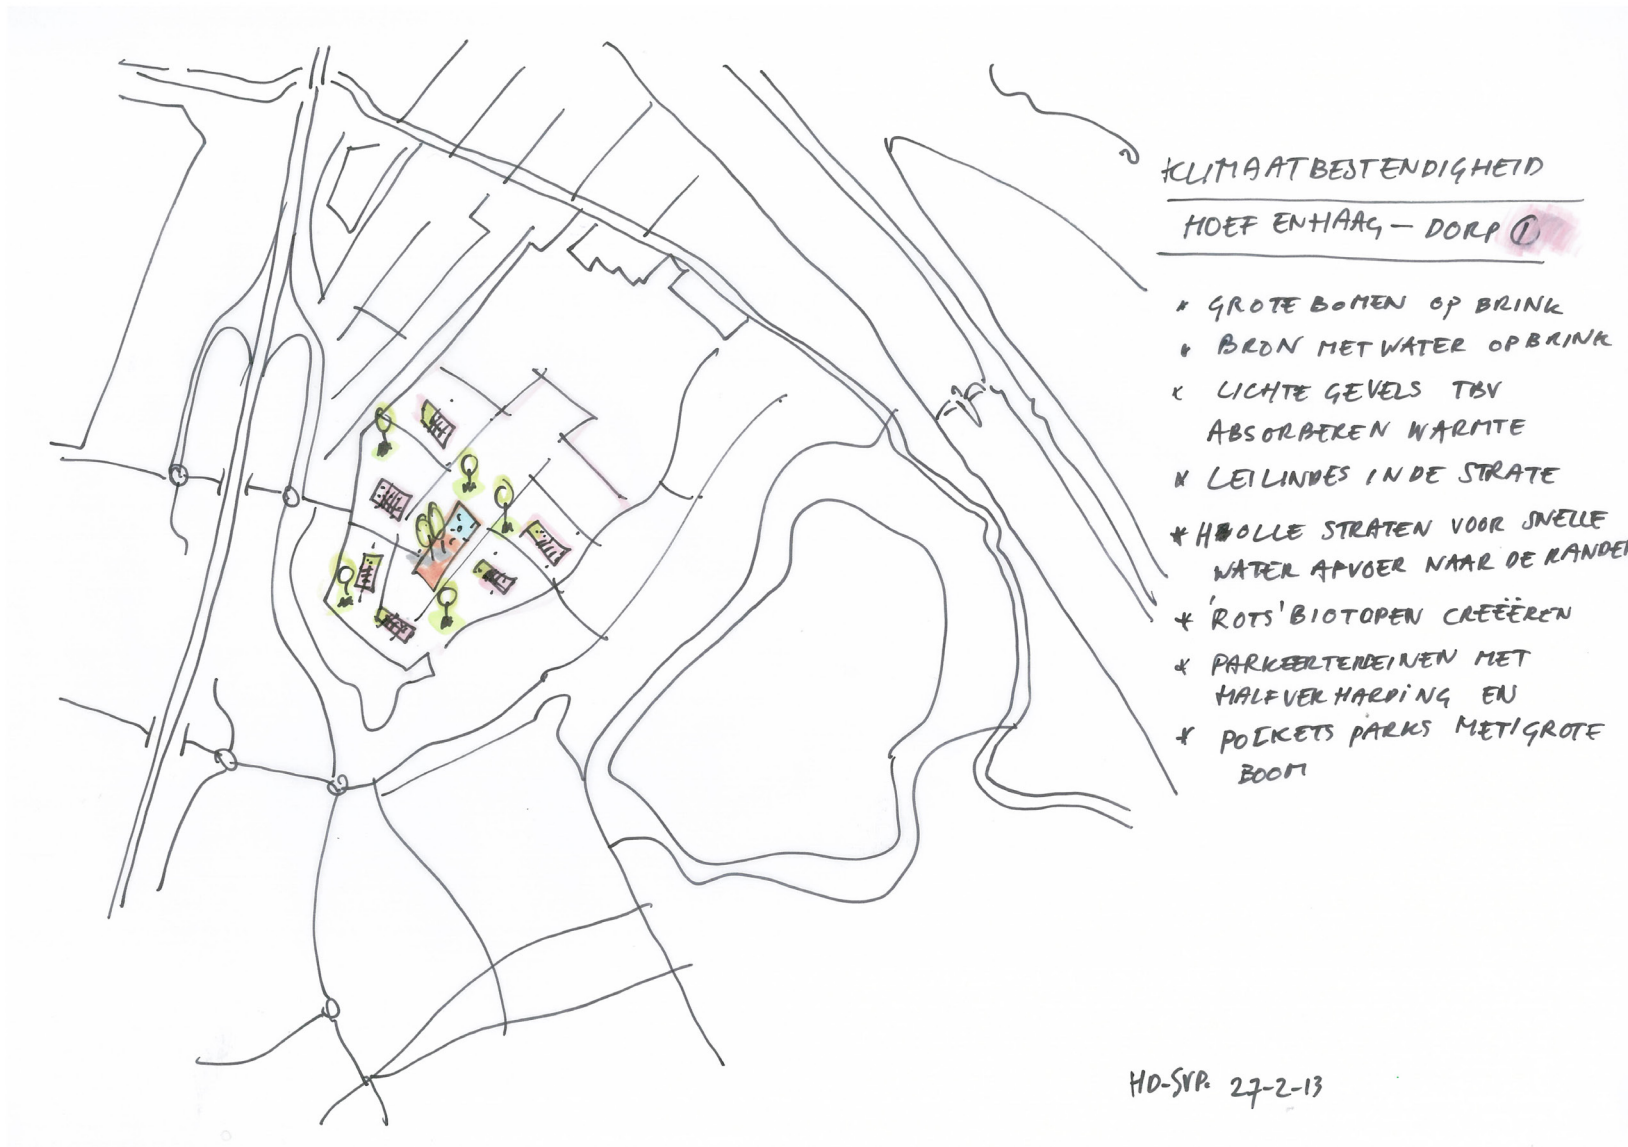 KLIMAATBESTENDIGHEID
HOEF EN HAAG – DORP 1
* GROTE BOMEN OP BRINK
* BRON MET WATER OP BRINK
* LICHTE GEVELS TBV
ABSORBEREN WARMTE
* LEILINDES IN DE STRATE
* HOLLE STRATEN VOOR SNELLE
WATER AFVOER NAAR DE RANDEN
* 'ROTS' BIOTOPEN CREËEREN
* PARKEERTERREINEN MET
HALFVERHARDING EN
* POCKETS PARKS MET 1 GROTE
BOOM
HD-SVP. 27-2-13